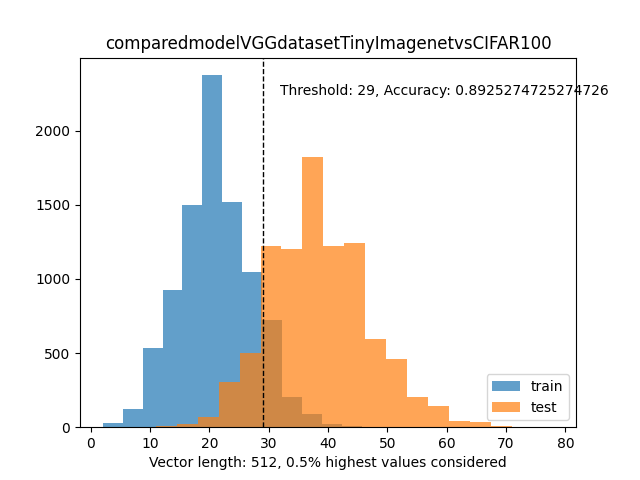 comparedmodelVGGdatasetTinyImagenetvsCIFAR100
Threshold: 29, Accuracy: 0.8925274725274726
2000
1500
1000
500
0
train
test
0 10 20 30 40 50 60 70 80
Vector length: 512, 0.5% highest values considered